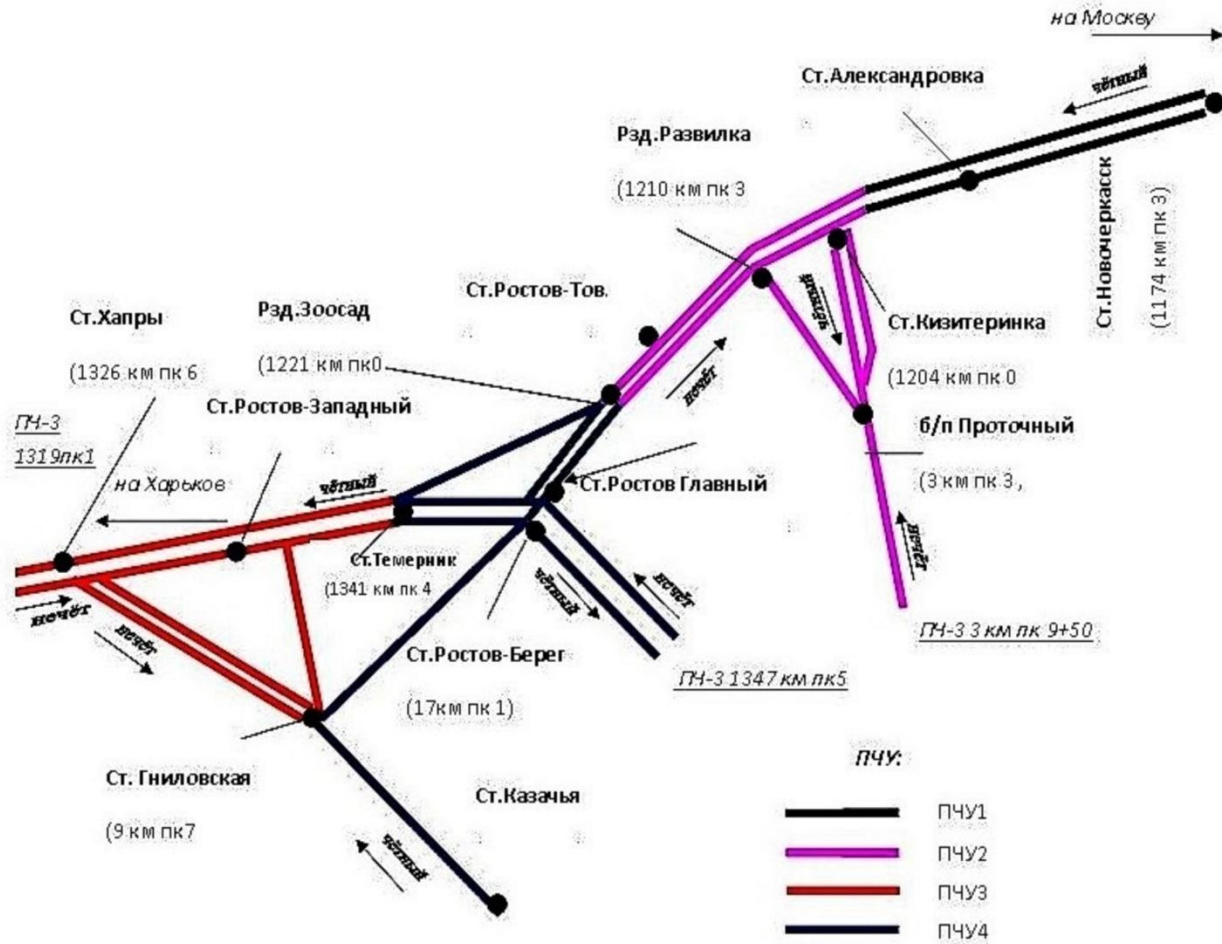 на Москву
Ст.Александровка
чётный
Рзд.Развилка
(1210 км пк 3
Ст.Новочеркасск
(1174 км пк 3)
Ст.Ростов-Тов.
чётный
Ст.Хапры
Рзд.Зоосад
Ст.Кизитеринка
(1326 км пк 6
(1221 км пк0
(1204 км пк 0
нечёт
Ст.Ростов-Западный
ПЧ-3
1319пк1
б/п Проточный
(3 км пк 3,
на Харьков
чётный
Ст.Ростов Главный
Ст.Темерник
(1341 км пк 4
чётный
нечёт
нечёт
нечёт
нечёт
ПЧ-3 3 км пк 9+50
Ст.Ростов-Берег
(17км пк 1)
ПЧ-3 1347 км пк5
Ст. Гниловская
(9 км пк7
Ст.Казачья
чётный
ПЧУ:
ПЧУ1
ПЧУ2
ПЧУ3
ПЧУ4